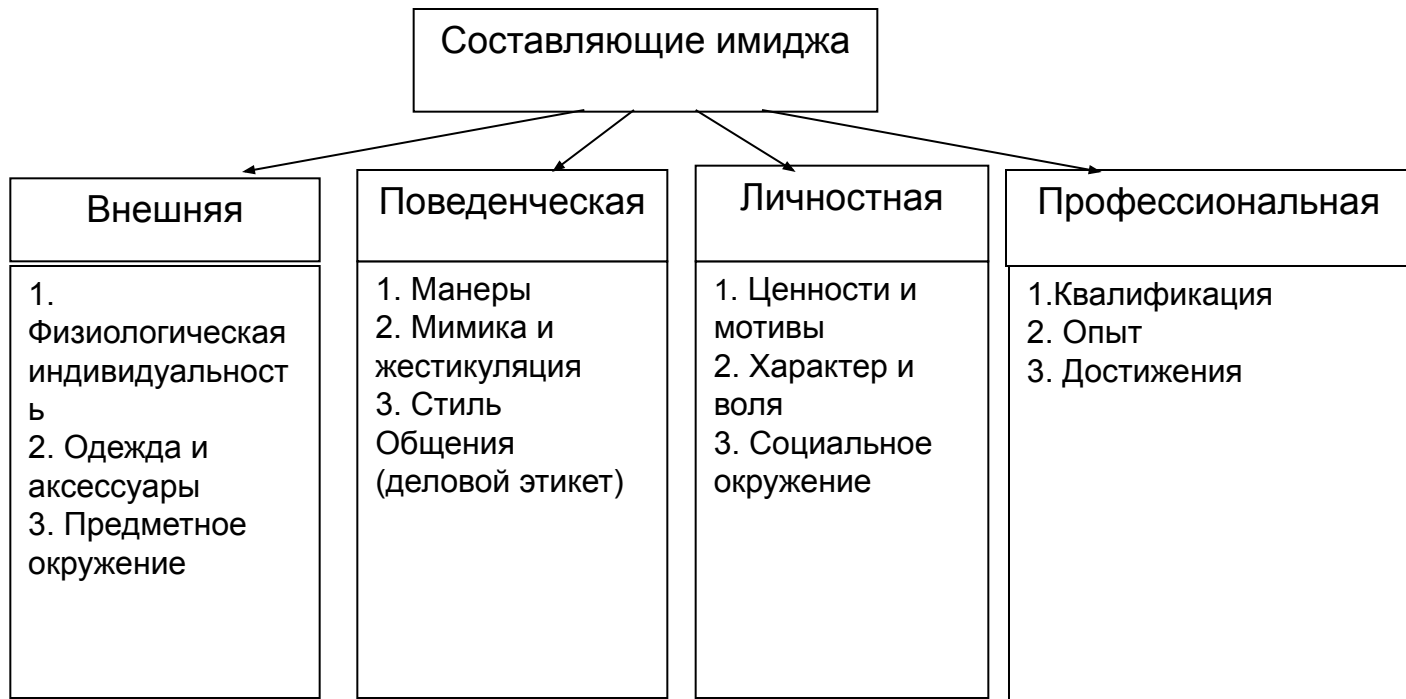 Составляющие имиджа
Внешняя
1.
Физиологическая
индивидуальност
ь
2. Одежда и
аксессуары
3. Предметное
окружение
Поведенческая
1. Манеры
2. Мимика и
жестикуляция
3. Стиль
Общения
(деловой этикет)
Личностная
1. Ценности и
мотивы
2. Характер и
воля
3. Социальное
окружение
Профессиональная
1.Квалификация
2. Опыт
3. Достижения